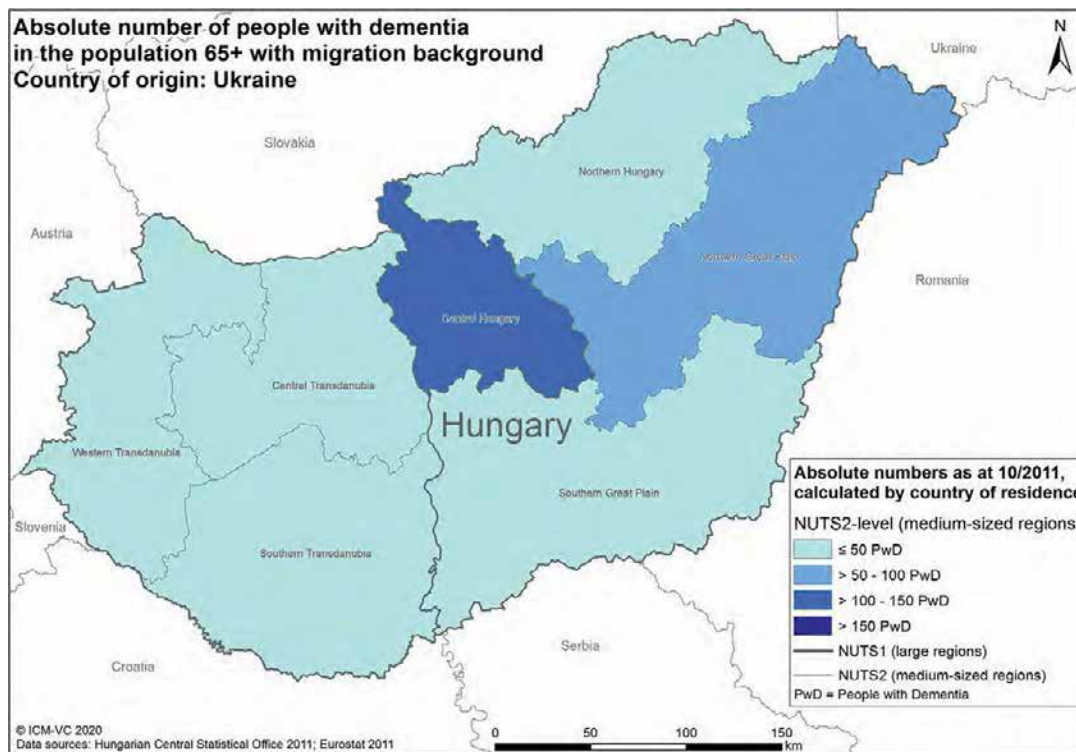 Absolute number of people with dementia
in the population 65+ with migration background
Country of origin: Ukraine
N
Ukraine
Slovakia
Northern Hungary
Austria
Northern Great Plain
Romania
Central Hungary
Central Transdanubia
Hungary
Western Transdanubia
Southern Great Plain
Slovenia
Southern Transdanubia
Serbia
Croatia
Absolute numbers as at 10/2011,
calculated by country of residence
NUTS2-level (medium-sized regions
≤ 50 PwD
> 50 - 100 PwD
> 100 - 150 PwD
> 150 PwD
NUTS1 (large regions)
NUTS2 (medium-sized regions)
PwD = People with Dementia
© ICM-VC 2020
Data sources: Hungarian Central Statistical Office 2011; Eurostat 2011
0 50 100 150
km